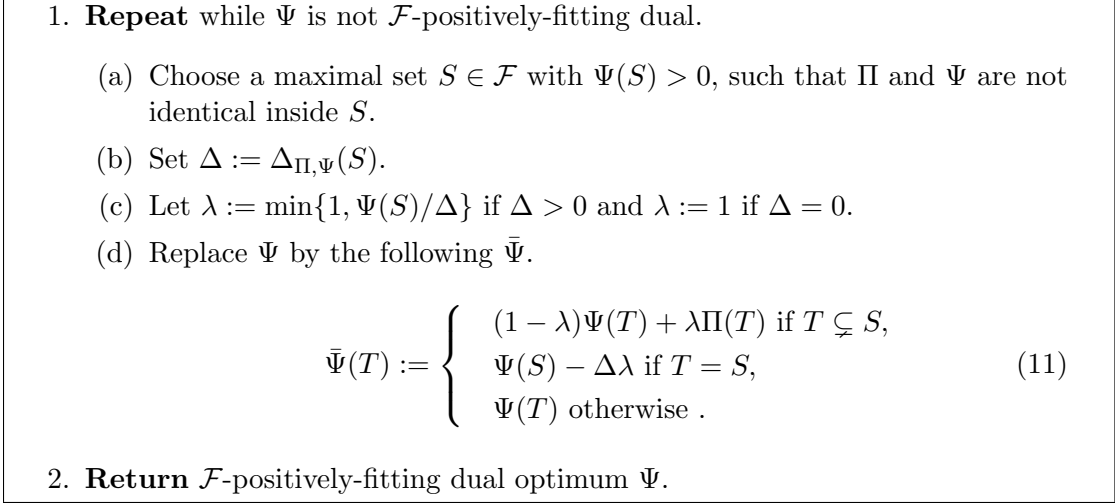 1. Repeat while Ψ is not ℱ-positively-fitting dual.
(a) Choose a maximal set S ∈ ℱ with Ψ(S) > 0, such that Π and Ψ are not
identical inside S.
(b) Set Δ := Δ_{Π,Ψ}(S).
(c) Let λ := min{1, Ψ(S)/Δ} if Δ > 0 and λ := 1 if Δ = 0.
(d) Replace Ψ by the following Ψ̄.
(1 − λ)Ψ(T) + λΠ(T) if T ⊊ S,
Ψ̄(T) := { Ψ(S) − Δλ if T = S, (11)
Ψ(T) otherwise .
2. Return ℱ-positively-fitting dual optimum Ψ.